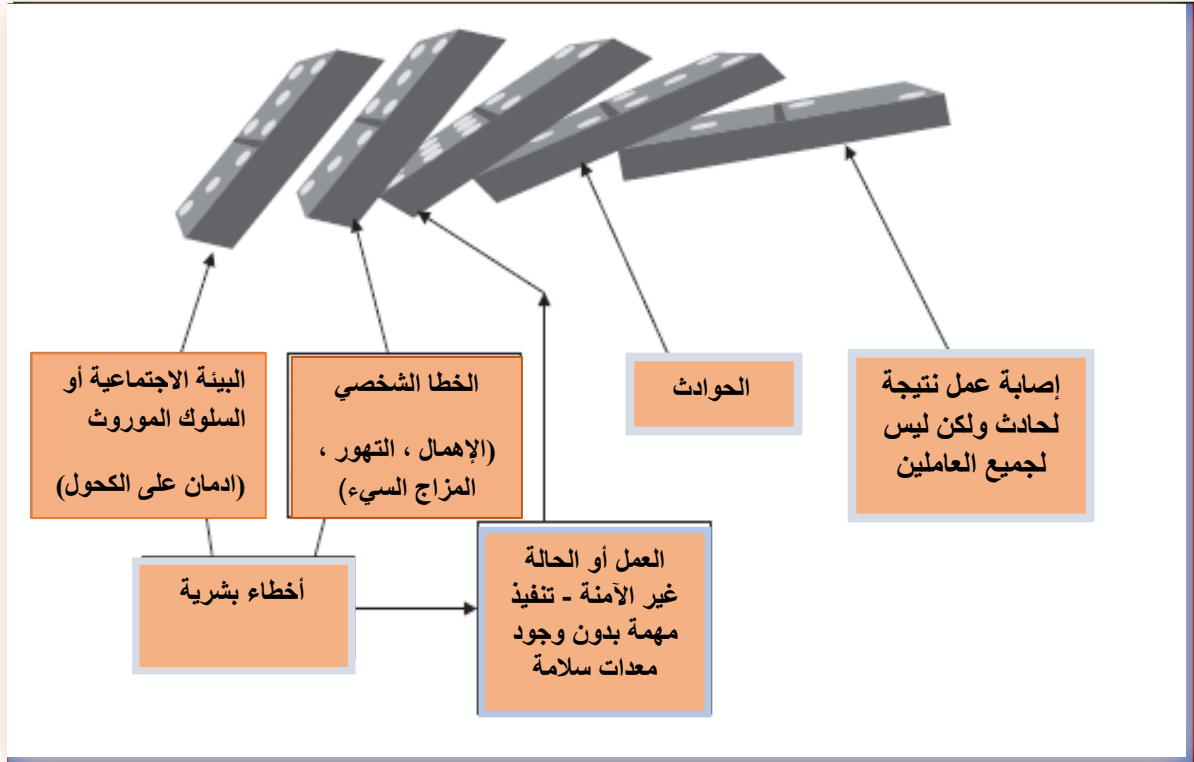 البيئة الاجتماعية أو
السلوك الموروث
(ادمان على الكحول)
الخطا الشخصي
(الإهمال ، التهور ،
المزاج السيء)
الحوادث
إصابة عمل نتيجة
لحادث ولكن ليس
لجميع العاملين
أخطاء بشرية
العمل أو الحالة
غير الآمنة - تنفيذ
مهمة بدون وجود
معدات سلامة